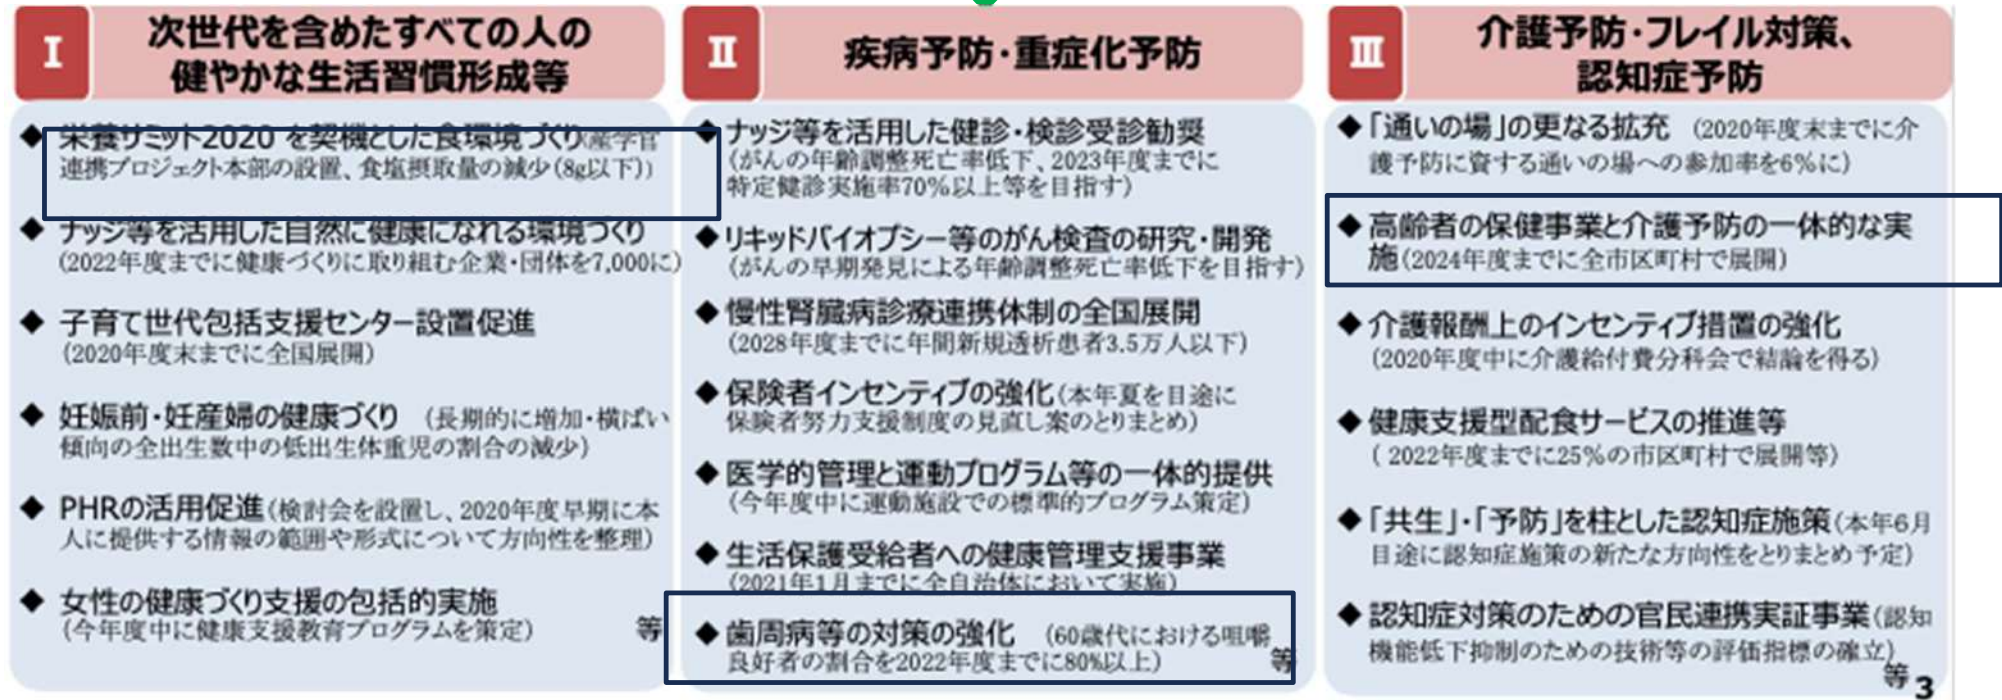 I
次世代を含めたすべての人の
健やかな生活習慣形成等
◆ 栄養サミット2020 を契機とした食環境づくり(産学官
連携プロジェクト本部の設置、食塩摂取量の減少(8g以下))
◆ ナッジ等を活用した自然に健康になれる環境づくり
(2022年度までに健康づくりに取り組む企業・団体を7,000に)
◆ 子育て世代包括支援センター設置促進
(2020年度末までに全国展開)
◆ 妊娠前・妊産婦の健康づくり (長期的に増加・横ばい
傾向の全出生数中の低出生体重児の割合の減少)
◆ PHRの活用促進(検討会を設置し、2020年度早期に本
人に提供する情報の範囲や形式について方向性を整理)
◆ 女性の健康づくり支援の包括的実施
(今年度中に健康支援教育プログラムを策定) 等
II
疾病予防・重症化予防
◆ ナッジ等を活用した健診・検診受診勧奨
(がんの年齢調整死亡率低下、2023年度までに
特定健診実施率70%以上等を目指す)
◆ リキッドバイオプシー等のがん検査の研究・開発
(がんの早期発見による年齢調整死亡率低下を目指す)
◆ 慢性腎臓病診療連携体制の全国展開
(2028年度までに年間新規透析患者3.5万人以下)
◆ 保険者インセンティブの強化(本年夏を目途に
保険者努力支援制度の見直し案のとりまとめ)
◆ 医学的管理と運動プログラム等の一体的提供
(今年度中に運動施設での標準的プログラム策定)
◆ 生活保護受給者への健康管理支援事業
(2021年1月までに全自治体において実施)
◆ 歯周病等の対策の強化 (60歳代における咀嚼
良好者の割合を2022年度までに80%以上) 等
III
介護予防・フレイル対策、
認知症予防
◆ 「通いの場」の更なる拡充 (2020年度末までに介
護予防に資する通いの場への参加率を6%に)
◆ 高齢者の保健事業と介護予防の一体的な実
施(2024年度までに全市区町村で展開)
◆ 介護報酬上のインセンティブ措置の強化
(2020年度中に介護給付費分科会で結論を得る)
◆ 健康支援型配食サービスの推進等
( 2022年度までに25%の市区町村で展開等)
◆ 「共生」・「予防」を柱とした認知症施策(本年6月
目途に認知症施策の新たな方向性をとりまとめ予定)
◆ 認知症対策のための官民連携実証事業(認知
機能低下抑制のための技術等の評価指標の確立)
等 3